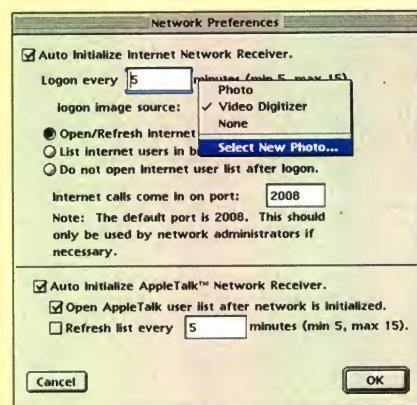 Network Preferences
Auto Initialize Internet Network Receiver.
Logon every 5 minutes (min 5, max 15)
Photo
logon image source: ✓ Video Digitizer
None
Open/Refresh Internet
Select New Photo...
List internet users in b
Do not open Internet user list after logon.
Internet calls come in on port: 2008
Note: The default port is 2008. This should
only be used by network administrators if
necessary.
Auto Initialize AppleTalk™ Network Receiver.
Open AppleTalk user list after network is initialized.
Refresh list every 5 minutes (min 5, max 15).
Cancel
OK